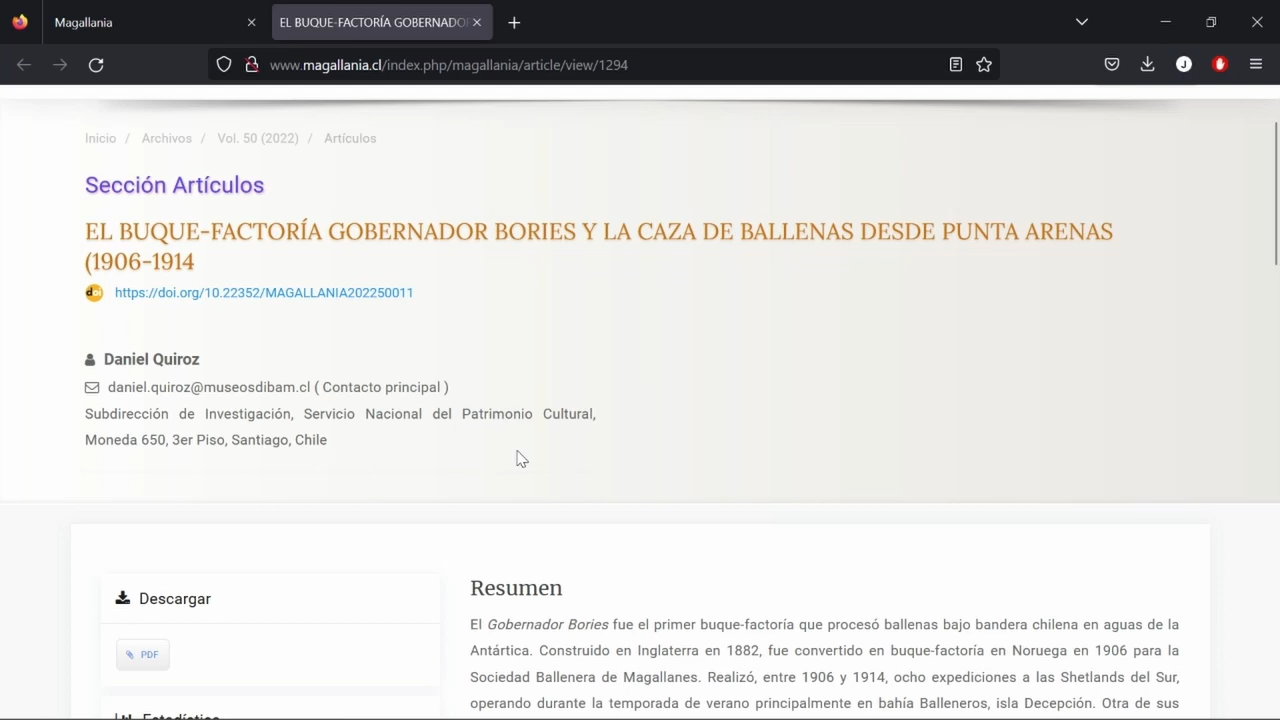 Magallania
EL BUQUE-FACTORÍA GOBERNADO
www.magallania.cl/index.php/magallania/article/view/1294
J
Inicio / Archivos / Vol. 50 (2022) / Artículos
Sección Artículos
EL BUQUE-FACTORÍA GOBERNADOR BORIES Y LA CAZA DE BALLENAS DESDE PUNTA ARENAS
(1906-1914
doi
https://doi.org/10.22352/MAGALLANIA202250011
Daniel Quiroz
daniel.quiroz@museosdibam.cl ( Contacto principal )
Subdirección de Investigación, Servicio Nacional del Patrimonio Cultural,
Moneda 650, 3er Piso, Santiago, Chile
Descargar
PDF
Resumen
El Gobernador Bories fue el primer buque-factoría que procesó ballenas bajo bandera chilena en aguas de la
Antártica. Construido en Inglaterra en 1882, fue convertido en buque-factoría en Noruega en 1906 para la
Sociedad Ballenera de Magallanes. Realizó, entre 1906 y 1914, ocho expediciones a las Shetlands del Sur,
operando durante la temporada de verano principalmente en bahía Balleneros, isla Decepción. Otra de sus